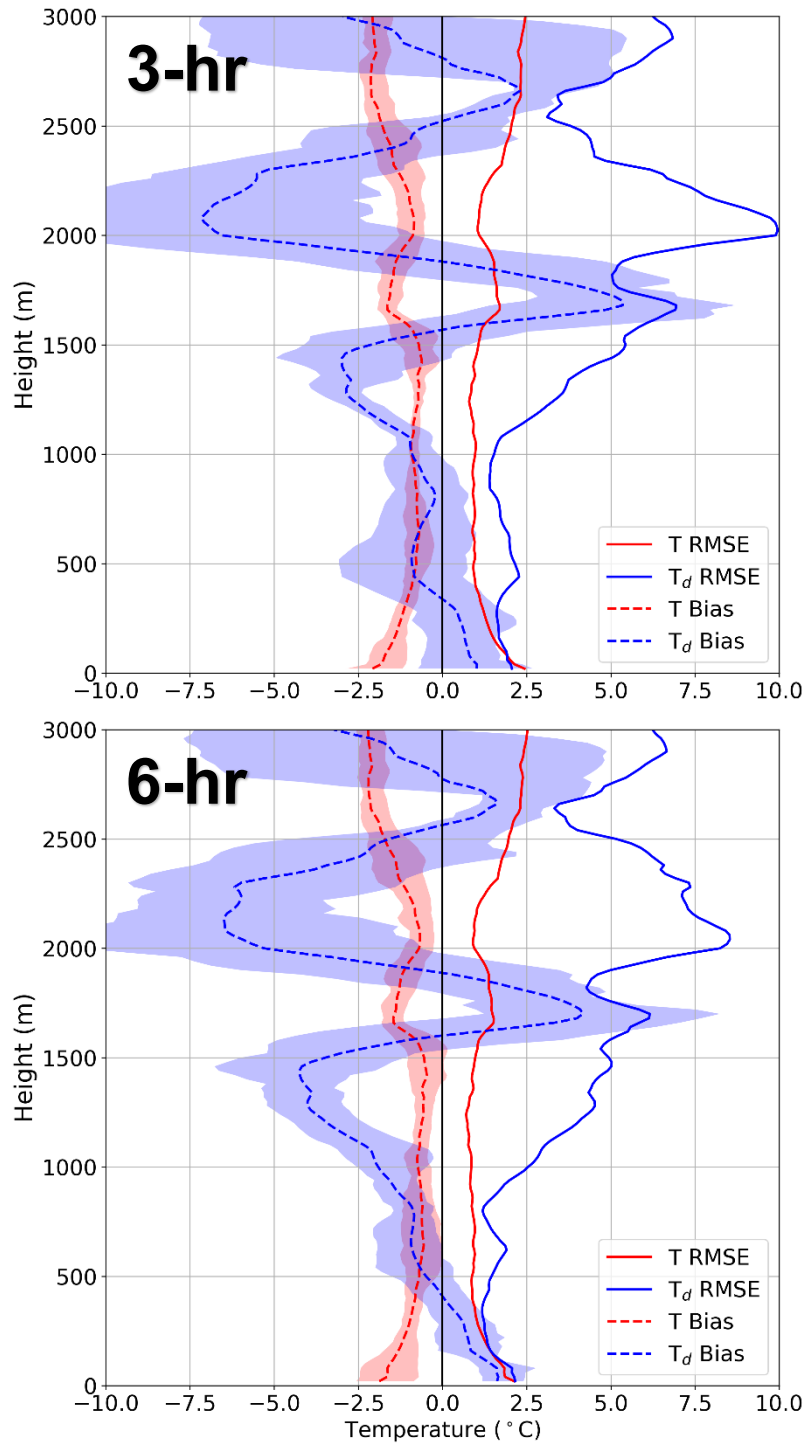 3-hr
3000
2500
2000
1500
1000
500
0
Height (m)
T RMSE
T_d RMSE
T Bias
T_d Bias
−10.0 −7.5 −5.0 −2.5 0.0 2.5 5.0 7.5 10.0
6-hr
3000
2500
2000
1500
1000
500
0
Height (m)
T RMSE
T_d RMSE
T Bias
T_d Bias
−10.0 −7.5 −5.0 −2.5 0.0 2.5 5.0 7.5 10.0
Temperature (°C)